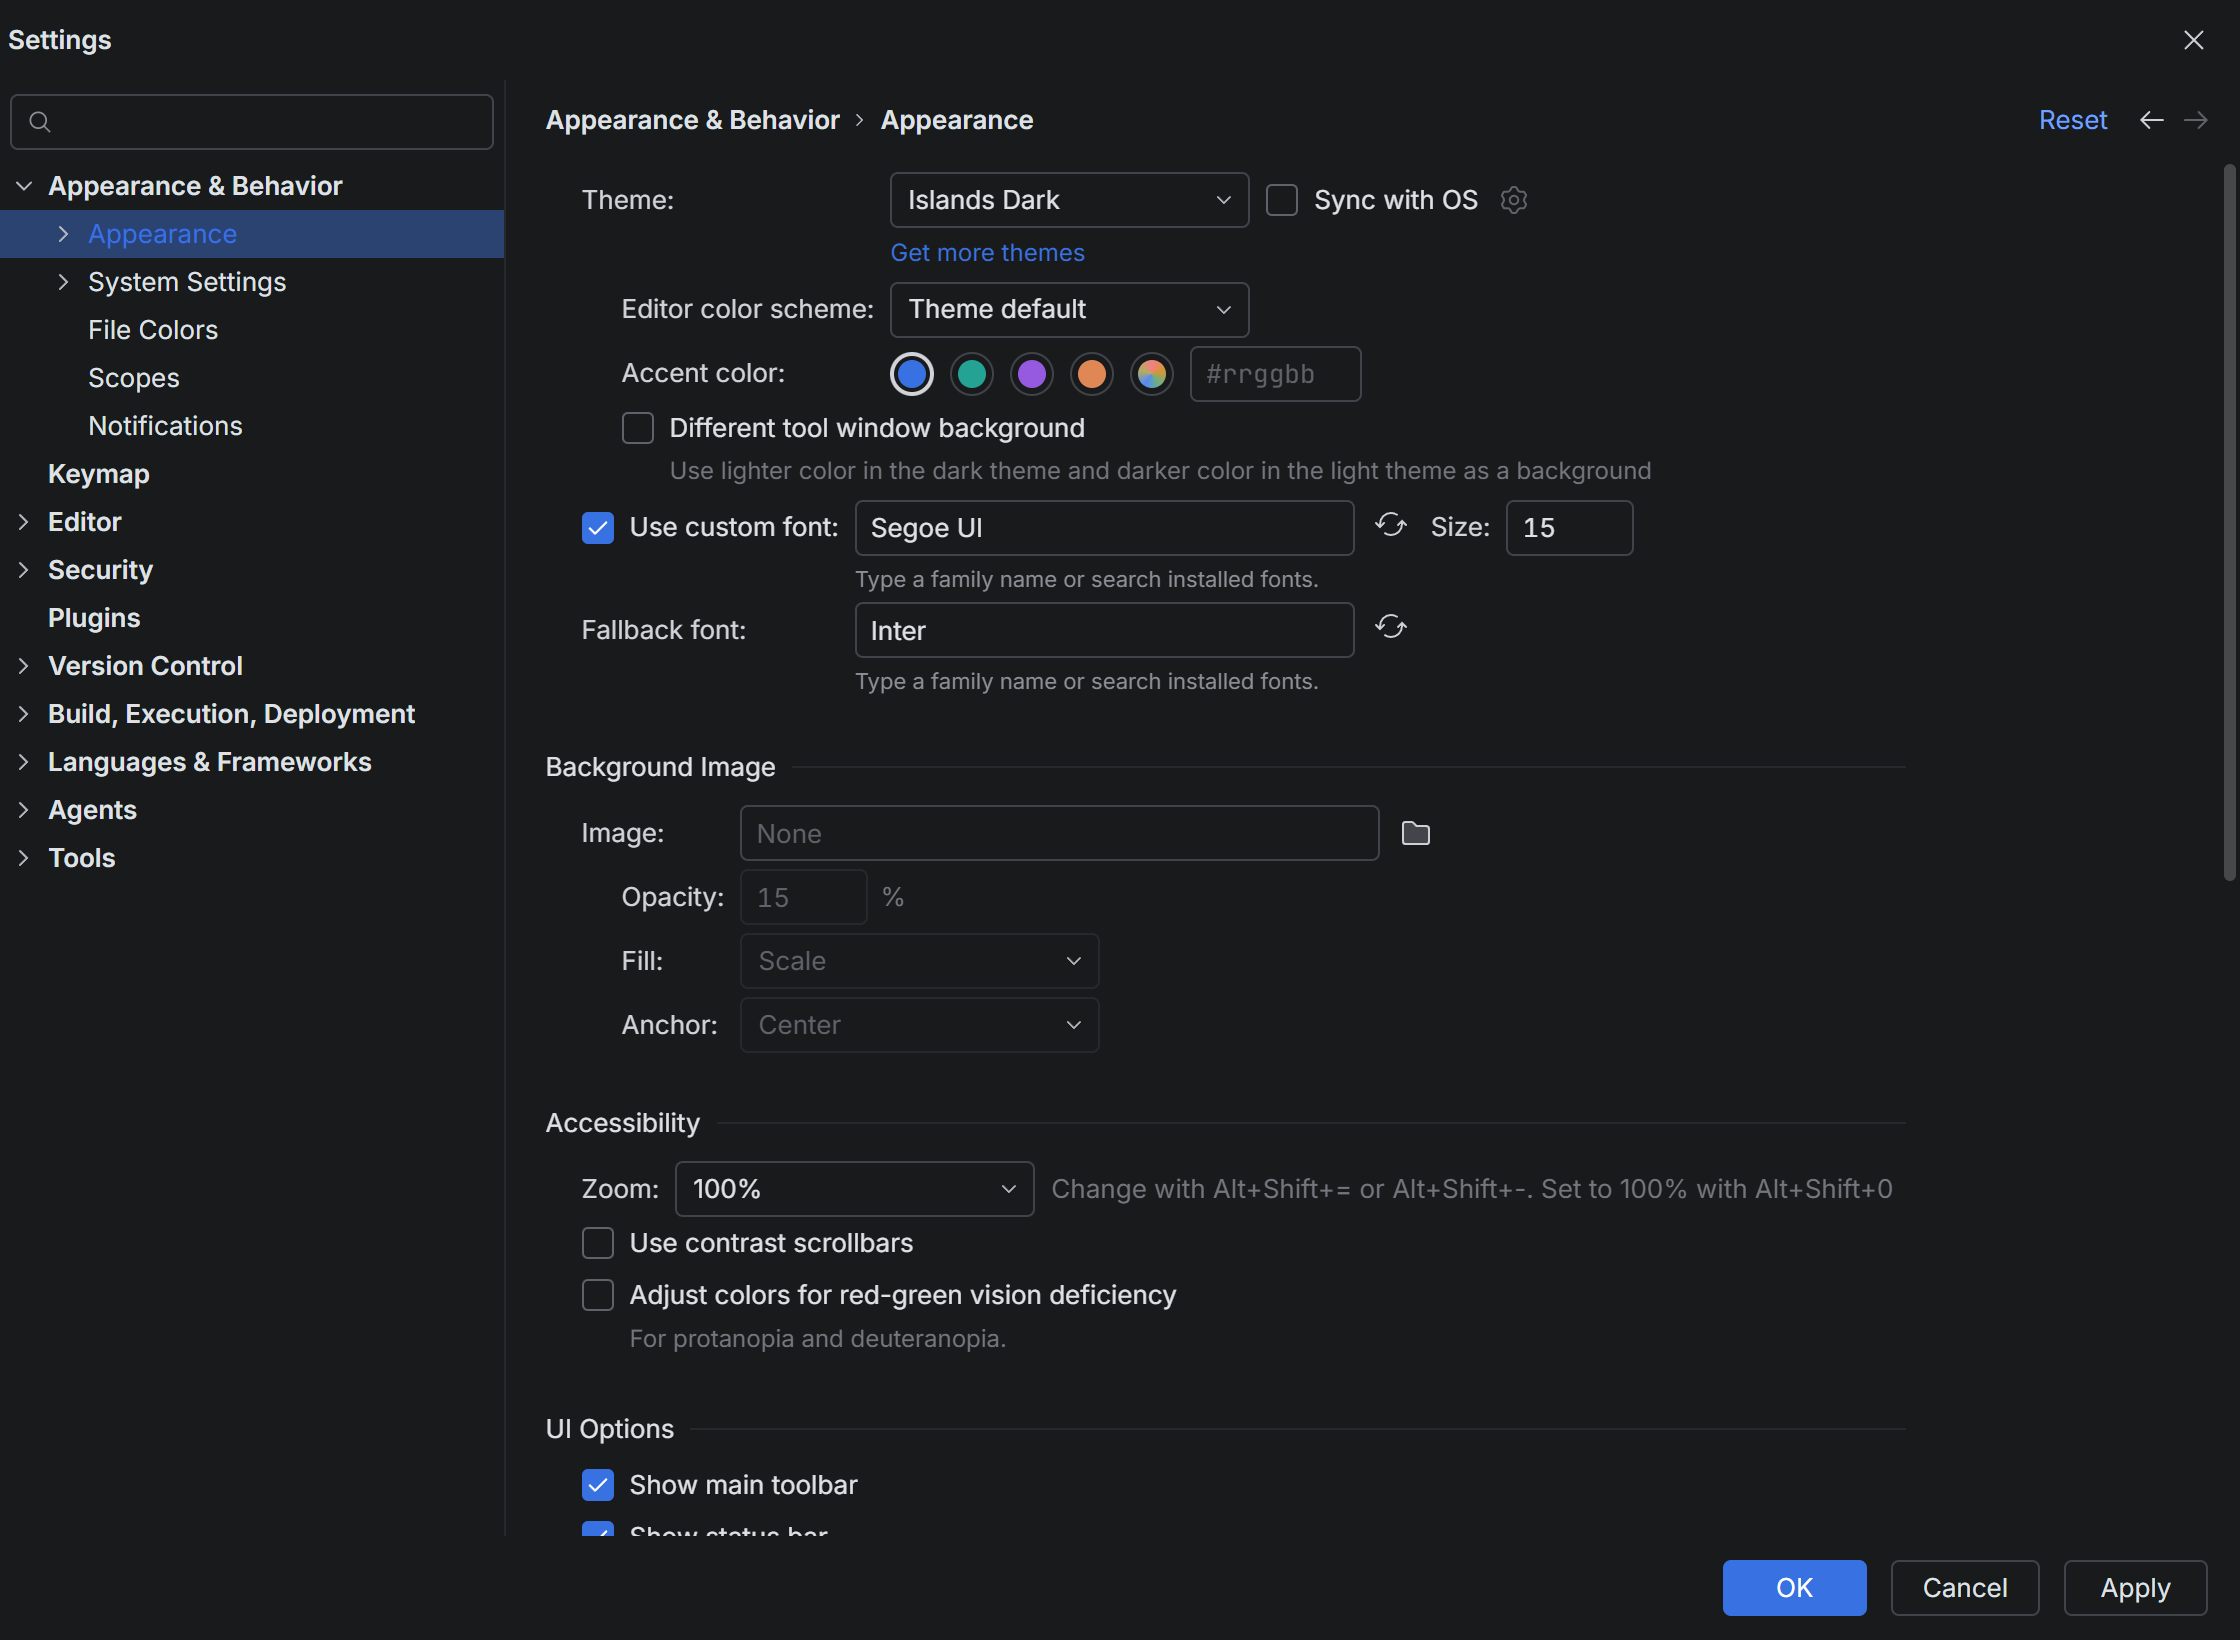 Settings
Appearance & Behavior
Appearance
System Settings
File Colors
Scopes
Notifications
Keymap
Editor
Security
Plugins
Version Control
Build, Execution, Deployment
Languages & Frameworks
Agents
Tools
Appearance & Behavior › Appearance
Reset
Theme: Islands Dark Sync with OS
Get more themes
Editor color scheme: Theme default
Accent color: #rrggbb
Different tool window background
Use lighter color in the dark theme and darker color in the light theme as a background
Use custom font: Segoe UI Size: 15
Type a family name or search installed fonts.
Fallback font: Inter
Type a family name or search installed fonts.
Background Image
Image: None
Opacity: 15 %
Fill: Scale
Anchor: Center
Accessibility
Zoom: 100% Change with Alt+Shift+= or Alt+Shift+-. Set to 100% with Alt+Shift+0
Use contrast scrollbars
Adjust colors for red-green vision deficiency
For protanopia and deuteranopia.
UI Options
Show main toolbar
Show status bar
OK Cancel Apply